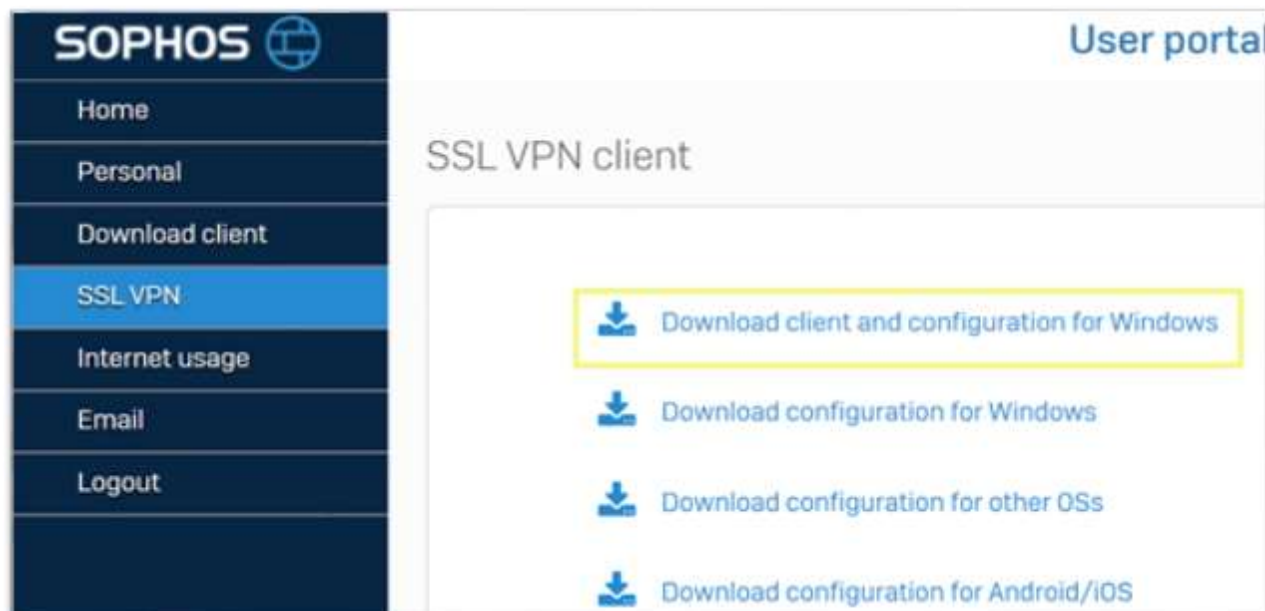 SOPHOS
User portal
Home
Personal
Download client
SSL VPN
Internet usage
Email
Logout
SSL VPN client
Download client and configuration for Windows
Download configuration for Windows
Download configuration for other OSs
Download configuration for Android/iOS